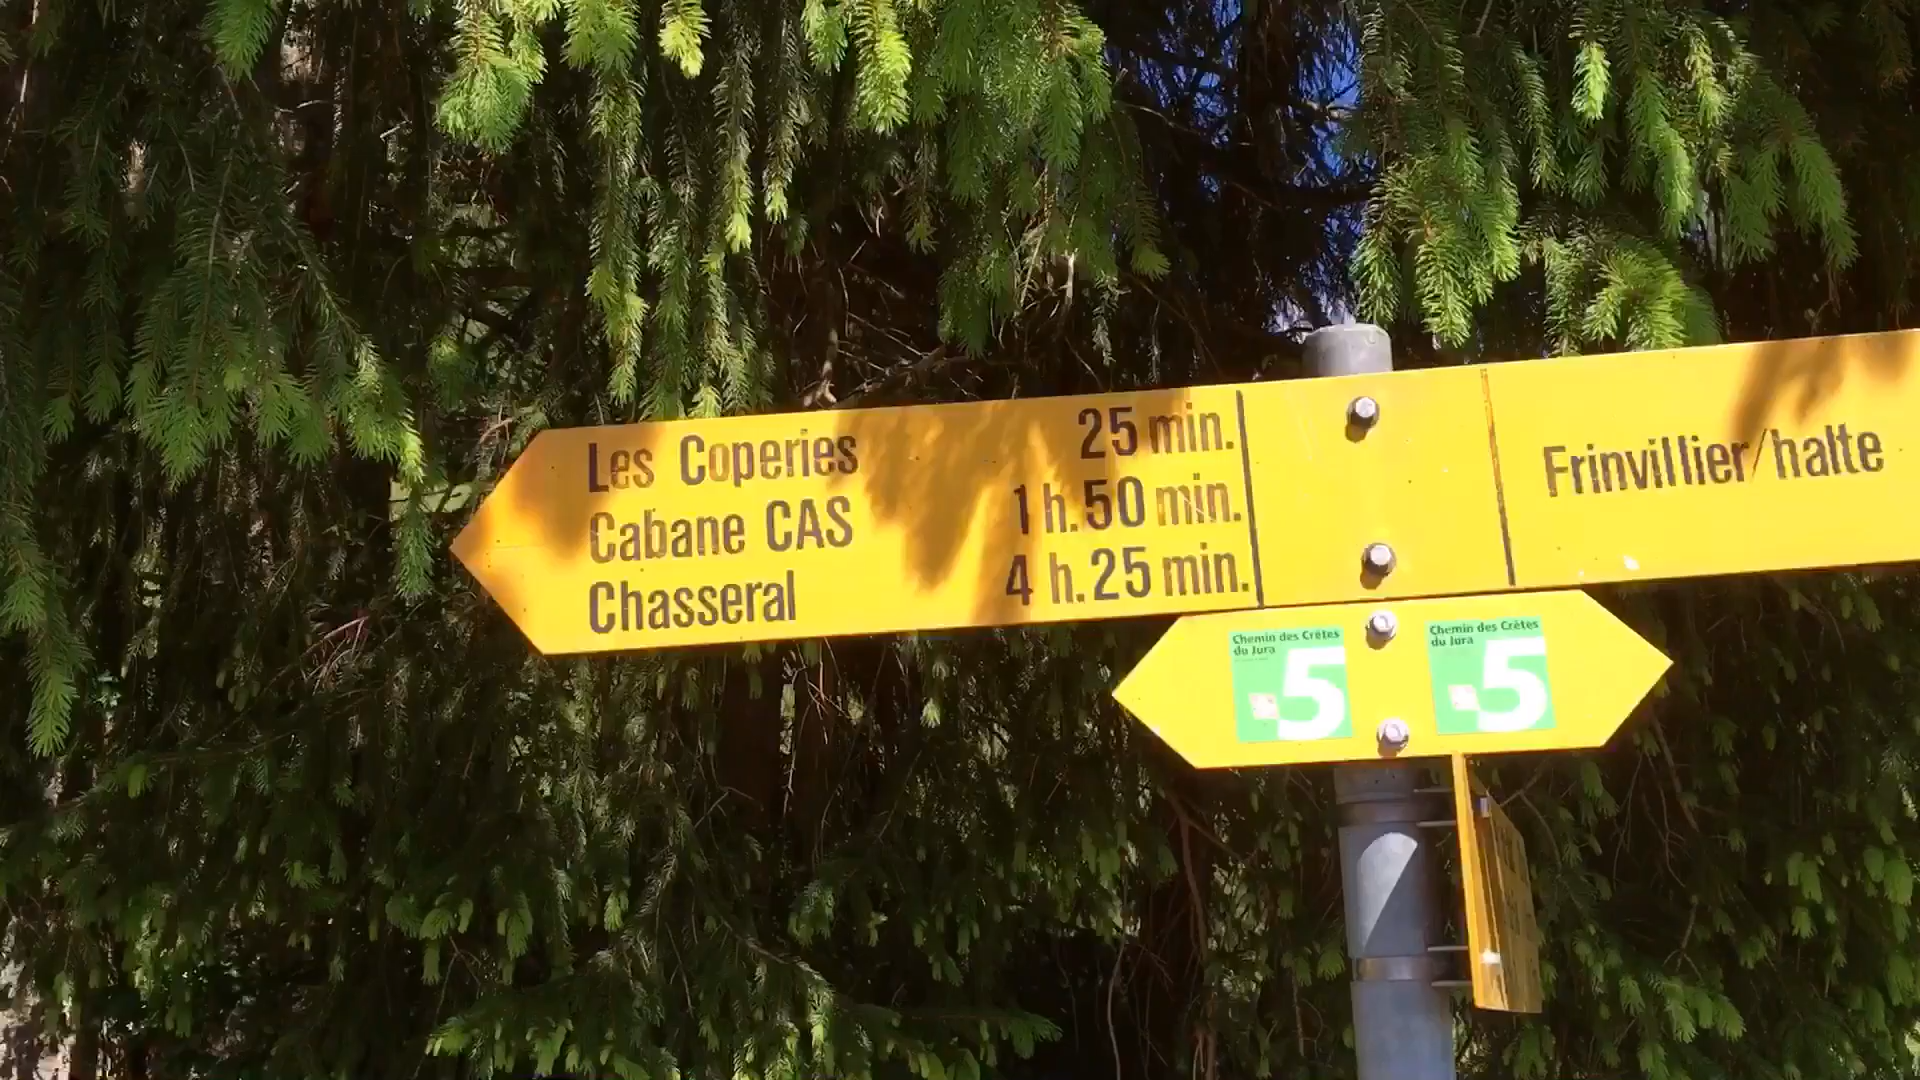 Les Coperies 25 min.
Cabane CAS 1 h. 50 min.
Chasseral 4 h. 25 min.
Frinvillier/halte
Chemin des Crêtes
du Jura
5
Chemin des Crêtes
du Jura
5